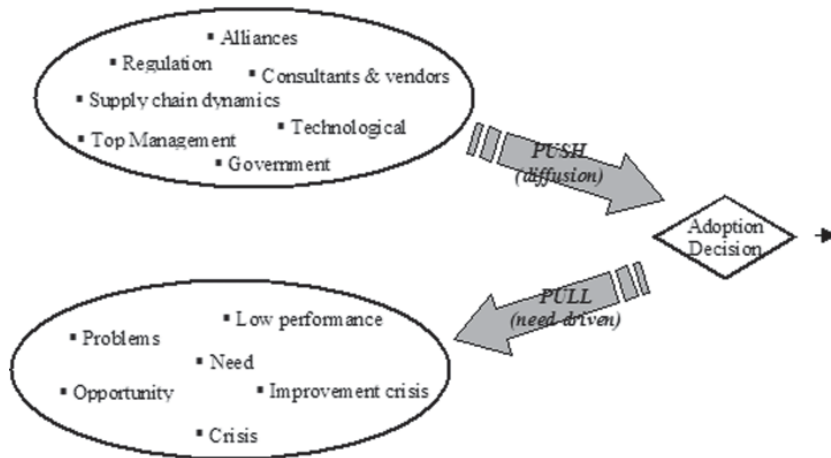 ▪ Alliances
▪ Regulation
▪ Consultants & vendors
▪ Supply chain dynamics
▪ Technological
▪ Top Management
▪ Government
PUSH
(diffusion)
Adoption
Decision
PULL
(need driven)
▪ Low performance
▪ Problems
▪ Need
▪ Opportunity
▪ Improvement crisis
▪ Crisis